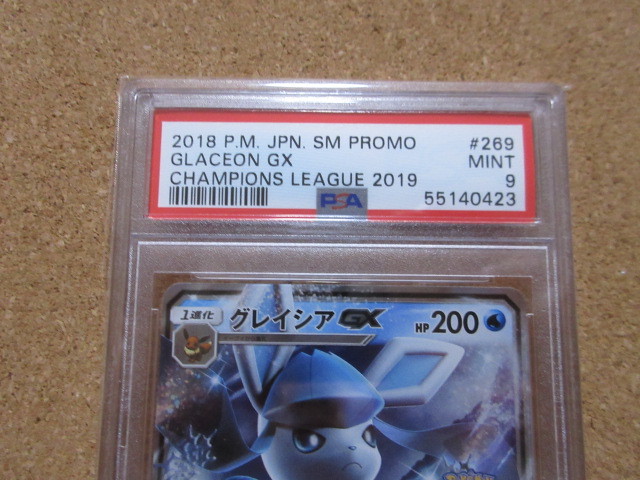 2018 P.M. JPN. SM PROMO #269
GLACEON GX MINT
CHAMPIONS LEAGUE 2019 9
PSA 55140423
1進化 グレイシア GX HP 200